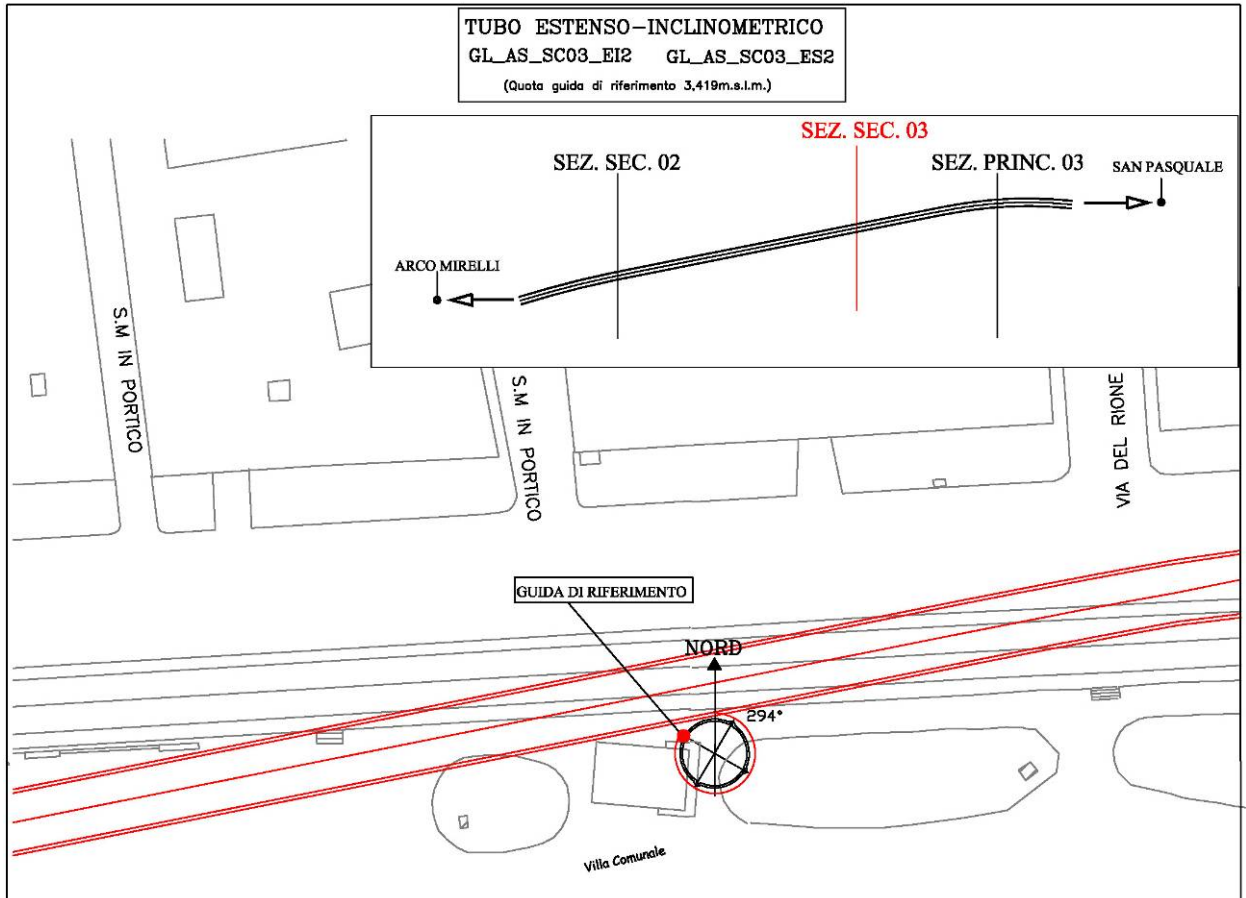 TUBO ESTENSO-INCLINOMETRICO
GL_AS_SC03_EI2 GL_AS_SC03_ES2
(Quota guida di riferimento 3,419m.s.l.m.)
SEZ. SEC. 03
SEZ. SEC. 02
SEZ. PRINC. 03
SAN PASQUALE
ARCO MIRELLI
S.M IN PORTICO
S.M IN PORTICO
VIA DEL RIONE
GUIDA DI RIFERIMENTO
NORD
294°
Villa Comunale